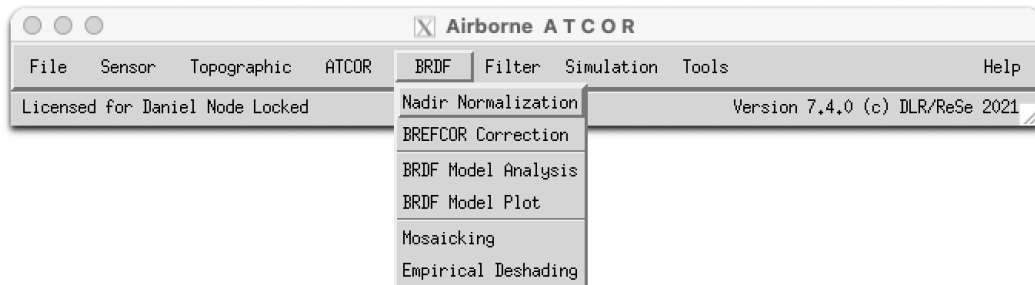 Airborne A T C O R
File Sensor Topographic ATCOR BRDF Filter Simulation Tools Help
Licensed for Daniel Node Locked Version 7.4.0 (c) DLR/ReSe 2021
Nadir Normalization
BREFCOR Correction
BRDF Model Analysis
BRDF Model Plot
Mosaicking
Empirical Deshading